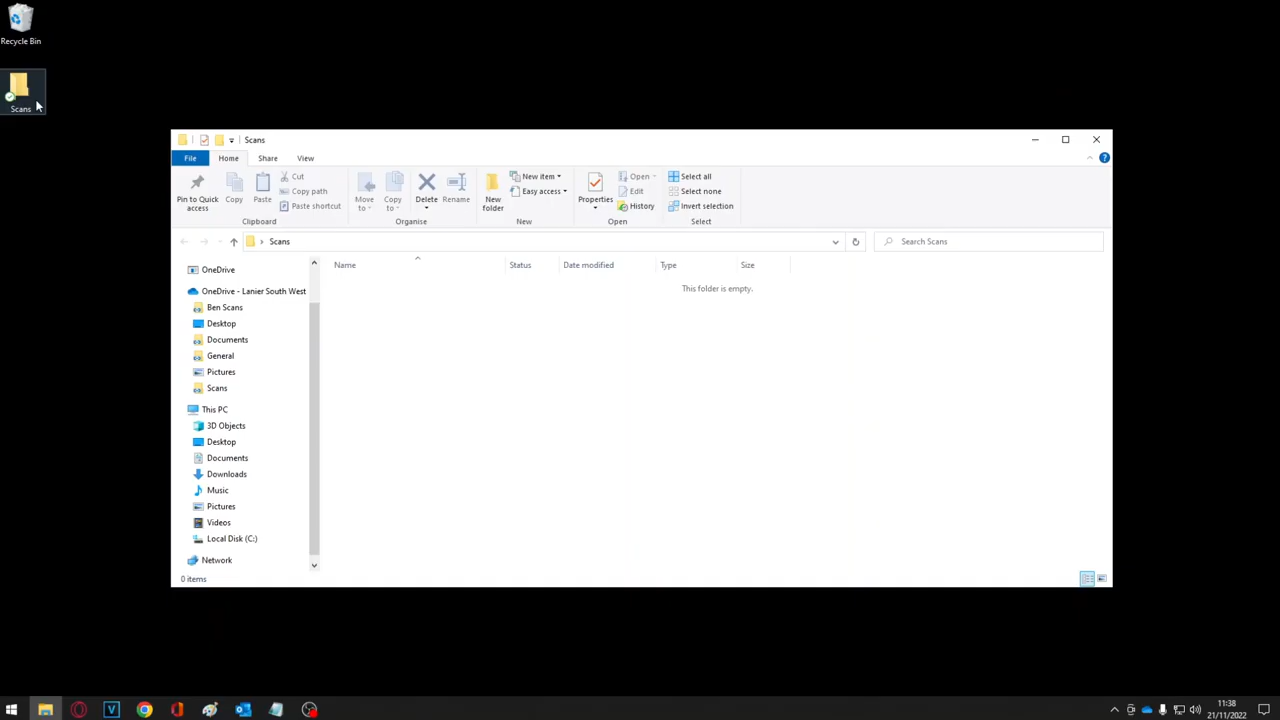 Recycle Bin
Scans
Scans
File Home Share View
Pin to Quick access
Copy
Paste
Cut
Copy path
Paste shortcut
Clipboard
Move to
Copy to
Delete
Rename
Organise
New folder
New item
Easy access
New
Properties
Open
Edit
History
Open
Select all
Select none
Invert selection
Select
Scans
Search Scans
Name Status Date modified Type Size
This folder is empty.
OneDrive
OneDrive - Lanier South West
Ben Scans
Desktop
Documents
General
Pictures
Scans
This PC
3D Objects
Desktop
Documents
Downloads
Music
Pictures
Videos
Local Disk (C:)
Network
0 items
11:38
21/11/2022